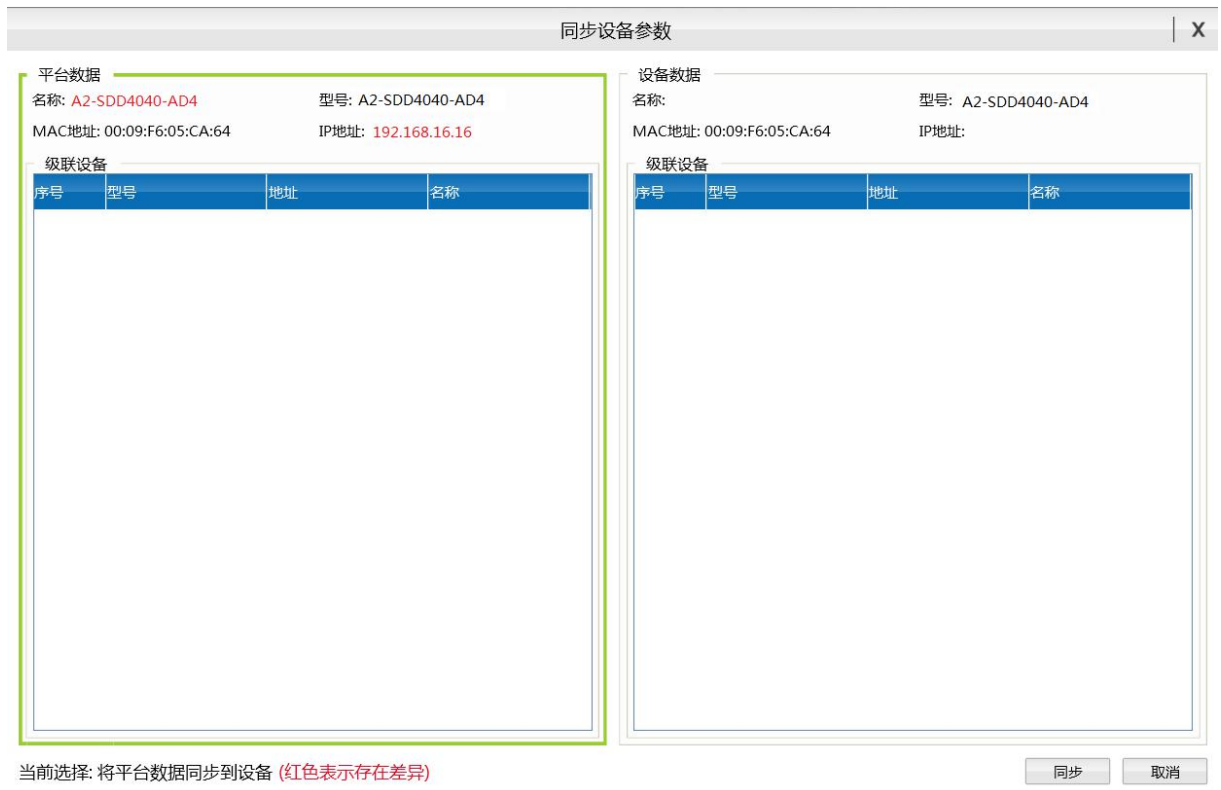 同步设备参数 X
平台数据
名称: A2-SDD4040-AD4 型号: A2-SDD4040-AD4
MAC地址: 00:09:F6:05:CA:64 IP地址: 192.168.16.16
级联设备
序号 型号 地址 名称
设备数据
名称: 型号: A2-SDD4040-AD4
MAC地址: 00:09:F6:05:CA:64 IP地址:
级联设备
序号 型号 地址 名称
当前选择: 将平台数据同步到设备 (红色表示存在差异)
同步 取消